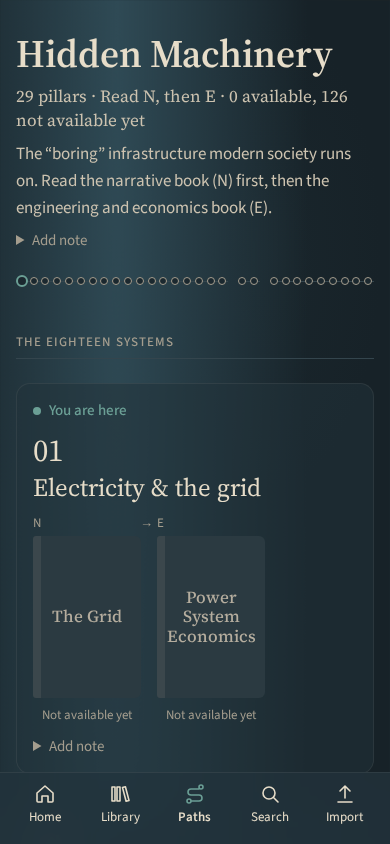 Hidden Machinery
29 pillars · Read N, then E · 0 available, 126
not available yet
The “boring” infrastructure modern society runs
on. Read the narrative book (N) first, then the
engineering and economics book (E).
Add note
THE EIGHTEEN SYSTEMS
You are here
01
Electricity & the grid
N → E
The Grid
Power
System
Economics
Not available yet
Not available yet
Add note
Home
Library
Paths
Search
Import